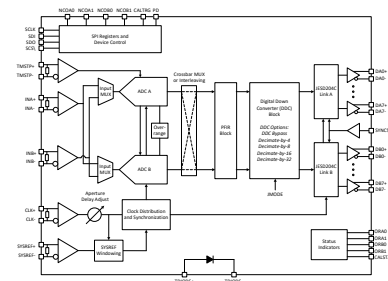 NCOA0 NCOA1 NCOB0 NCOB1 CALTRG PD
SCLK
SDI
SDO
SCS\
SPI Registers and
Device Control
TMSTP+
TMSTP-
INA+
INA-
Input
MUX
ADC A
Over-
range
INB+
INB-
Input
MUX
ADC B
Crossbar MUX
or Interleaving
PFIR
Block
Digital Down
Converter (DDC)
Block
DDC Options:
DDC Bypass
Decimate-by-4
Decimate-by-8
Decimate-by-16
Decimate-by-32
JMODE
JESD204C
Link A
JESD204C
Link B
DA0+
DA0-
DA7+
DA7-
DB0+
DB0-
DB7+
DB7-
Aperture
Delay Adjust
CLK+
CLK-
Clock Distribution
and Synchronization
SYSREF+
SYSREF-
SYSREF
Windowing
Status
Indicators
ORA0
ORA1
ORB0
ORB1